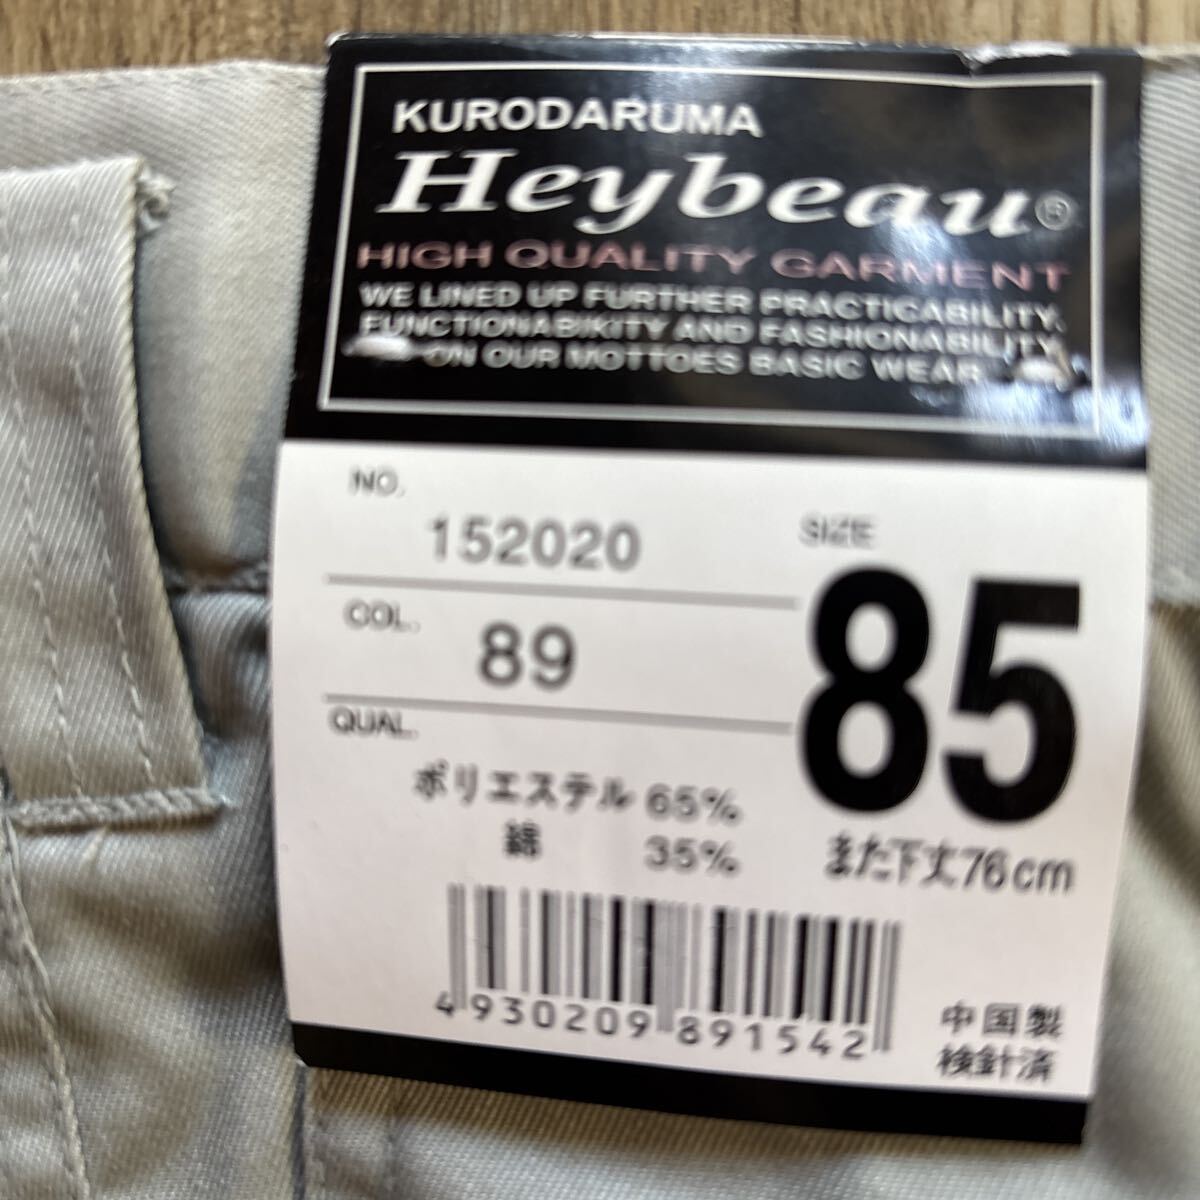 KURODARUMA
Heybeau®
HIGH QUALITY GARMENT
WE LINED UP FURTHER PRACTICABILITY,
FUNCTIONABIKITY AND FASHIONABILITY
ON OUR MOTTOES BASIC WEAR
NO.
152020
SIZE
85
COL.
89
QUAL.
ポリエステル 65%
綿 35%
また下丈76cm
4930209891542
中国製
検針済